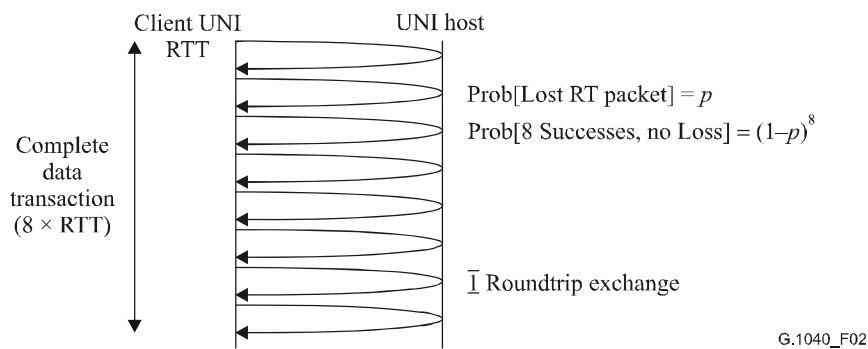 Client UNI
RTT
UNI host
Prob[Lost RT packet] = p
Prob[8 Successes, no Loss] = (1–p)^8
Complete
data
transaction
(8 × RTT)
1 Roundtrip exchange
G.1040_F02